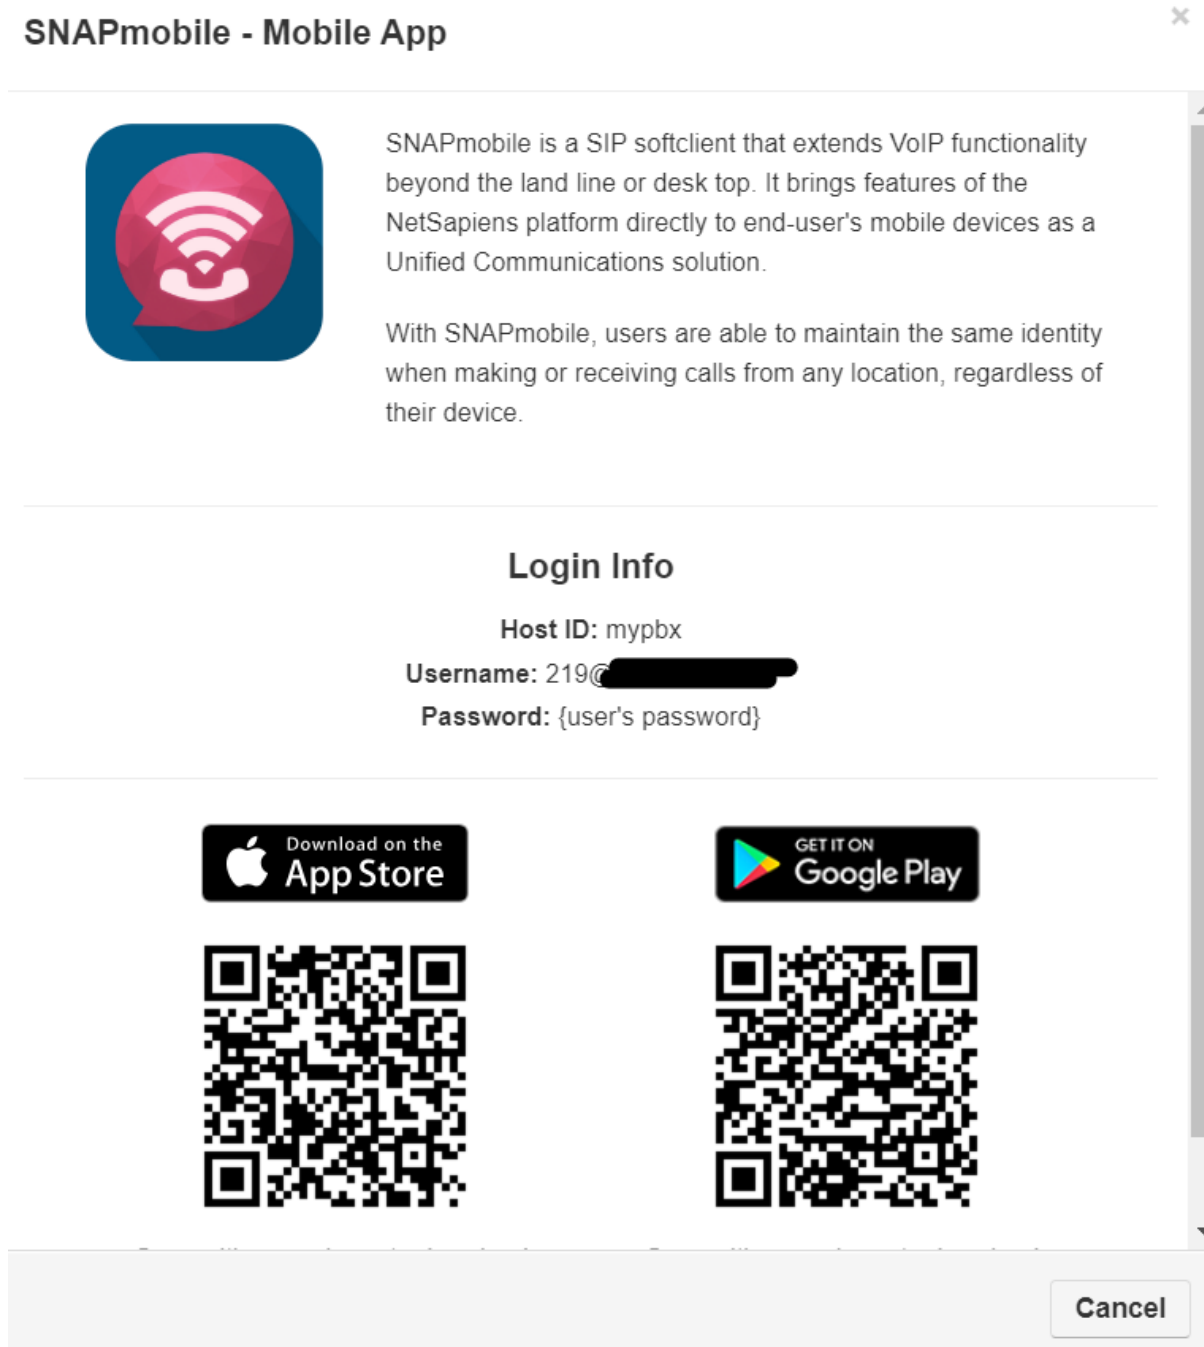 SNAPmobile - Mobile App
×
SNAPmobile is a SIP softclient that extends VoIP functionality
beyond the land line or desk top. It brings features of the
NetSapiens platform directly to end-user's mobile devices as a
Unified Communications solution.
With SNAPmobile, users are able to maintain the same identity
when making or receiving calls from any location, regardless of
their device.
Login Info
Host ID: mypbx
Username: 219@
Password: {user's password}
Download on the
App Store
GET IT ON
Google Play
Cancel